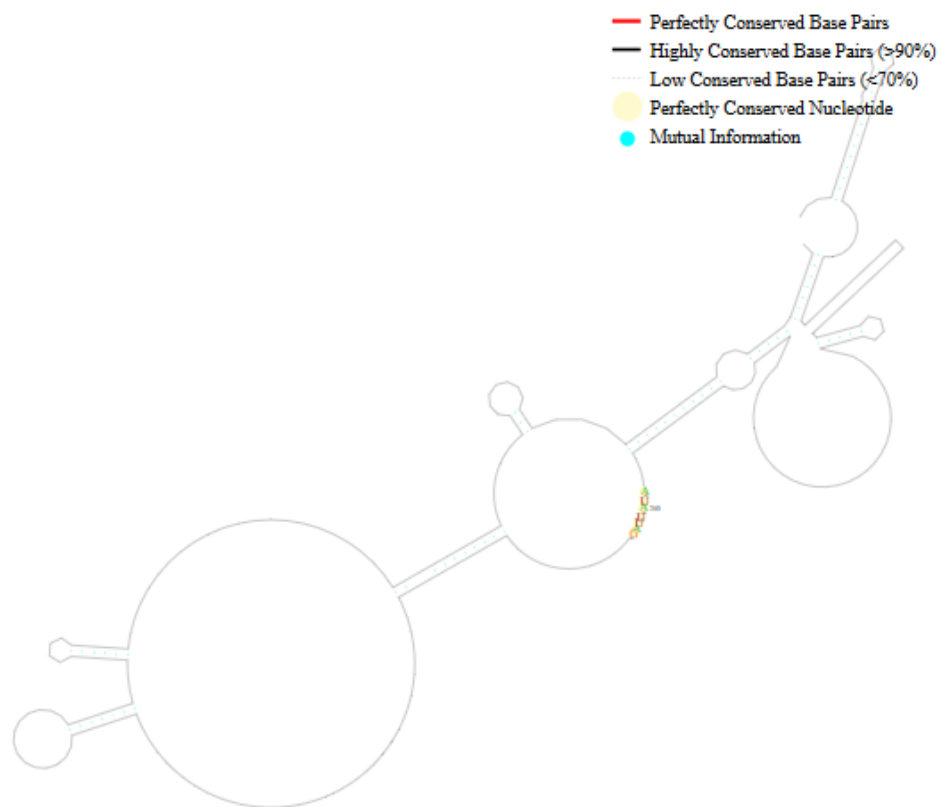 Perfectly Conserved Base Pairs
Highly Conserved Base Pairs (>90%)
Low Conserved Base Pairs (<70%)
Perfectly Conserved Nucleotide
Mutual Information